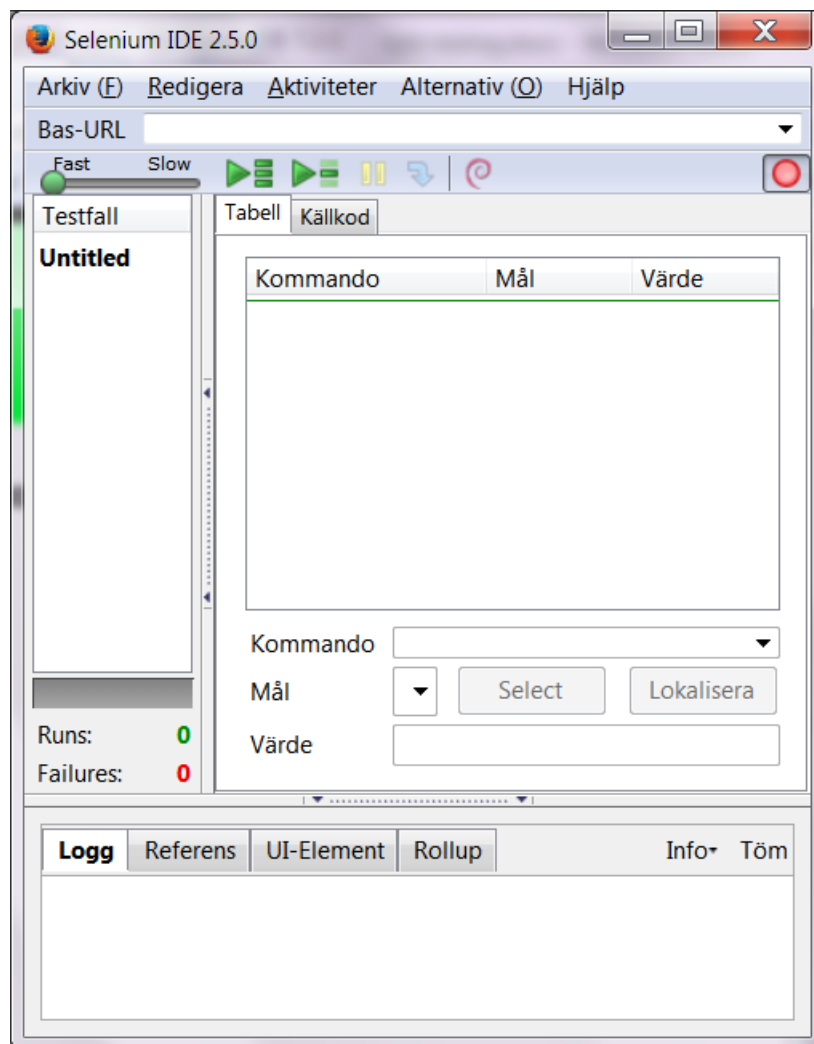 Selenium IDE 2.5.0
Arkiv (F) Redigera Aktiviteter Alternativ (O) Hjälp
Bas-URL
Fast Slow
Testfall
Untitled
Tabell Källkod
Kommando Mål Värde
Kommando
Mål Select Lokalisera
Värde
Runs: 0
Failures: 0
Logg Referens UI-Element Rollup Info Töm